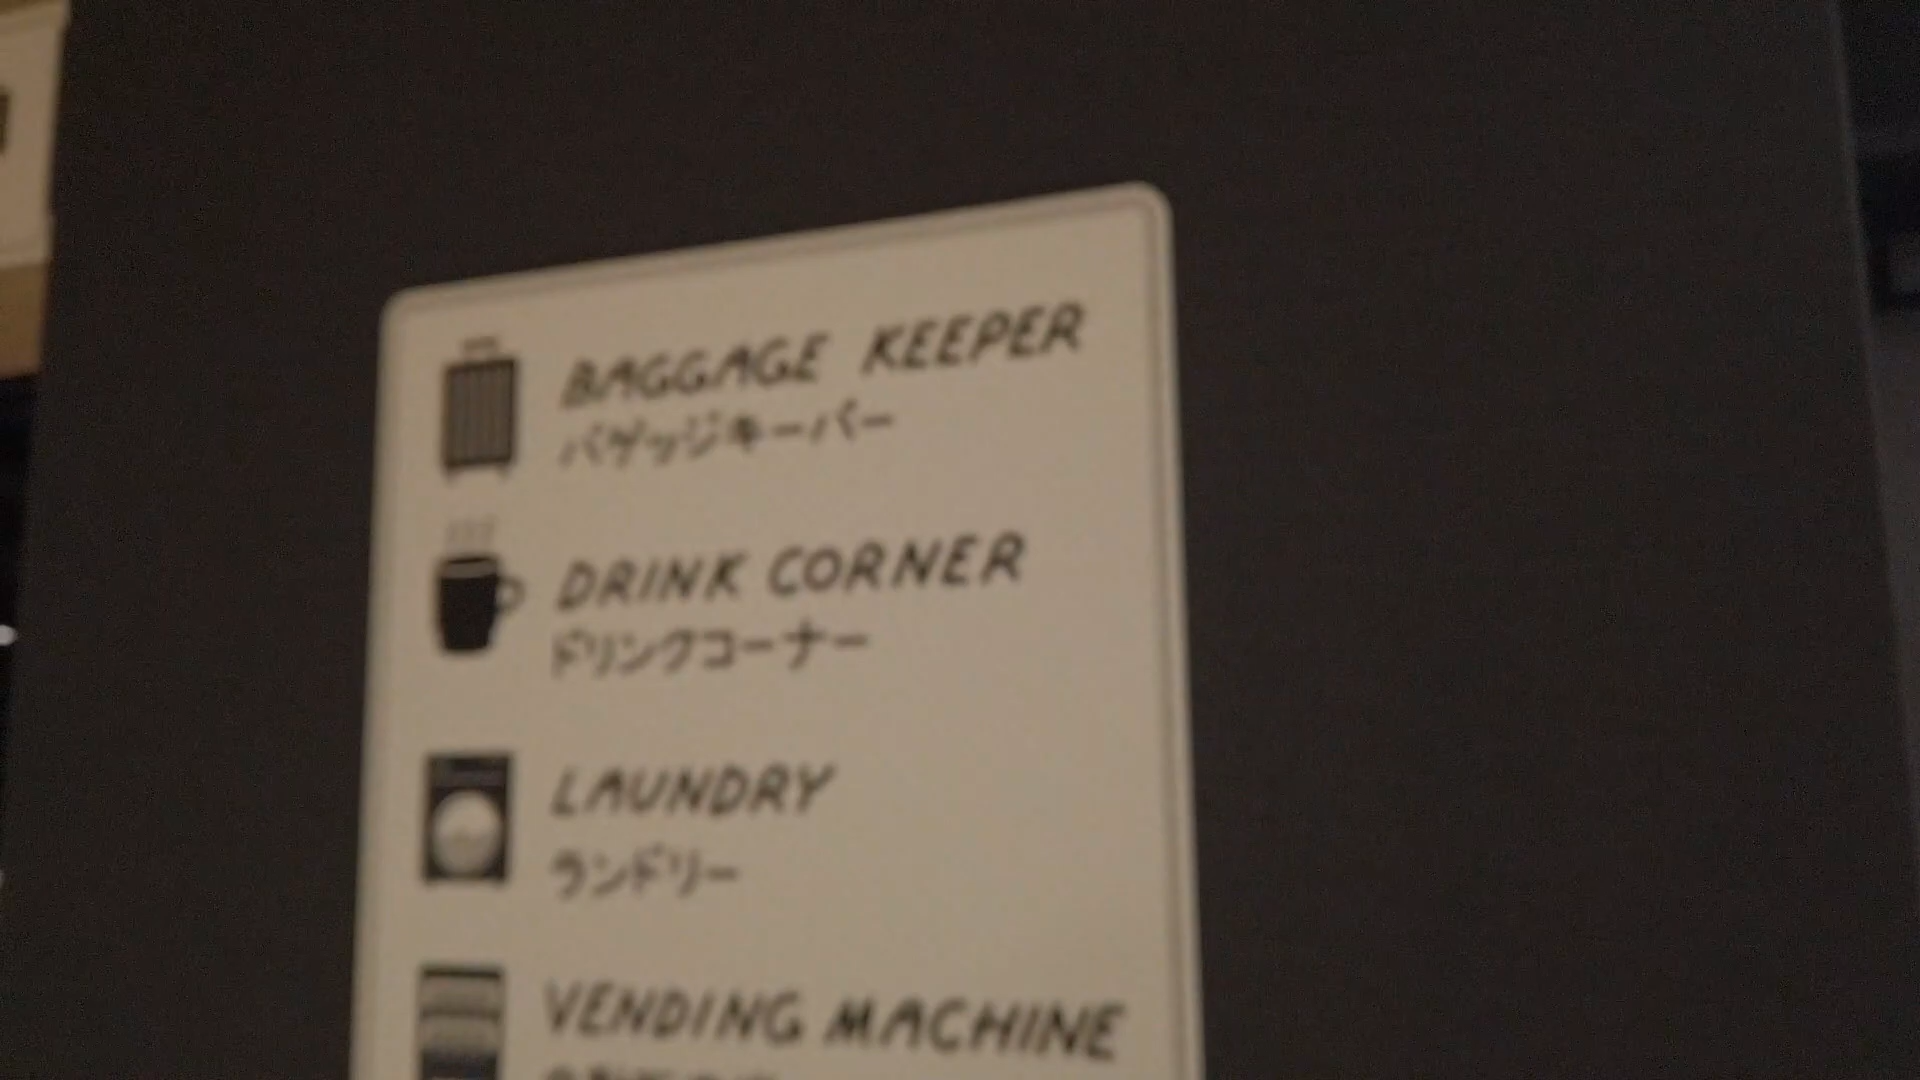 BAGGAGE KEEPER
バゲッジキーパー
DRINK CORNER
ドリンクコーナー
LAUNDRY
ランドリー
VENDING MACHINE